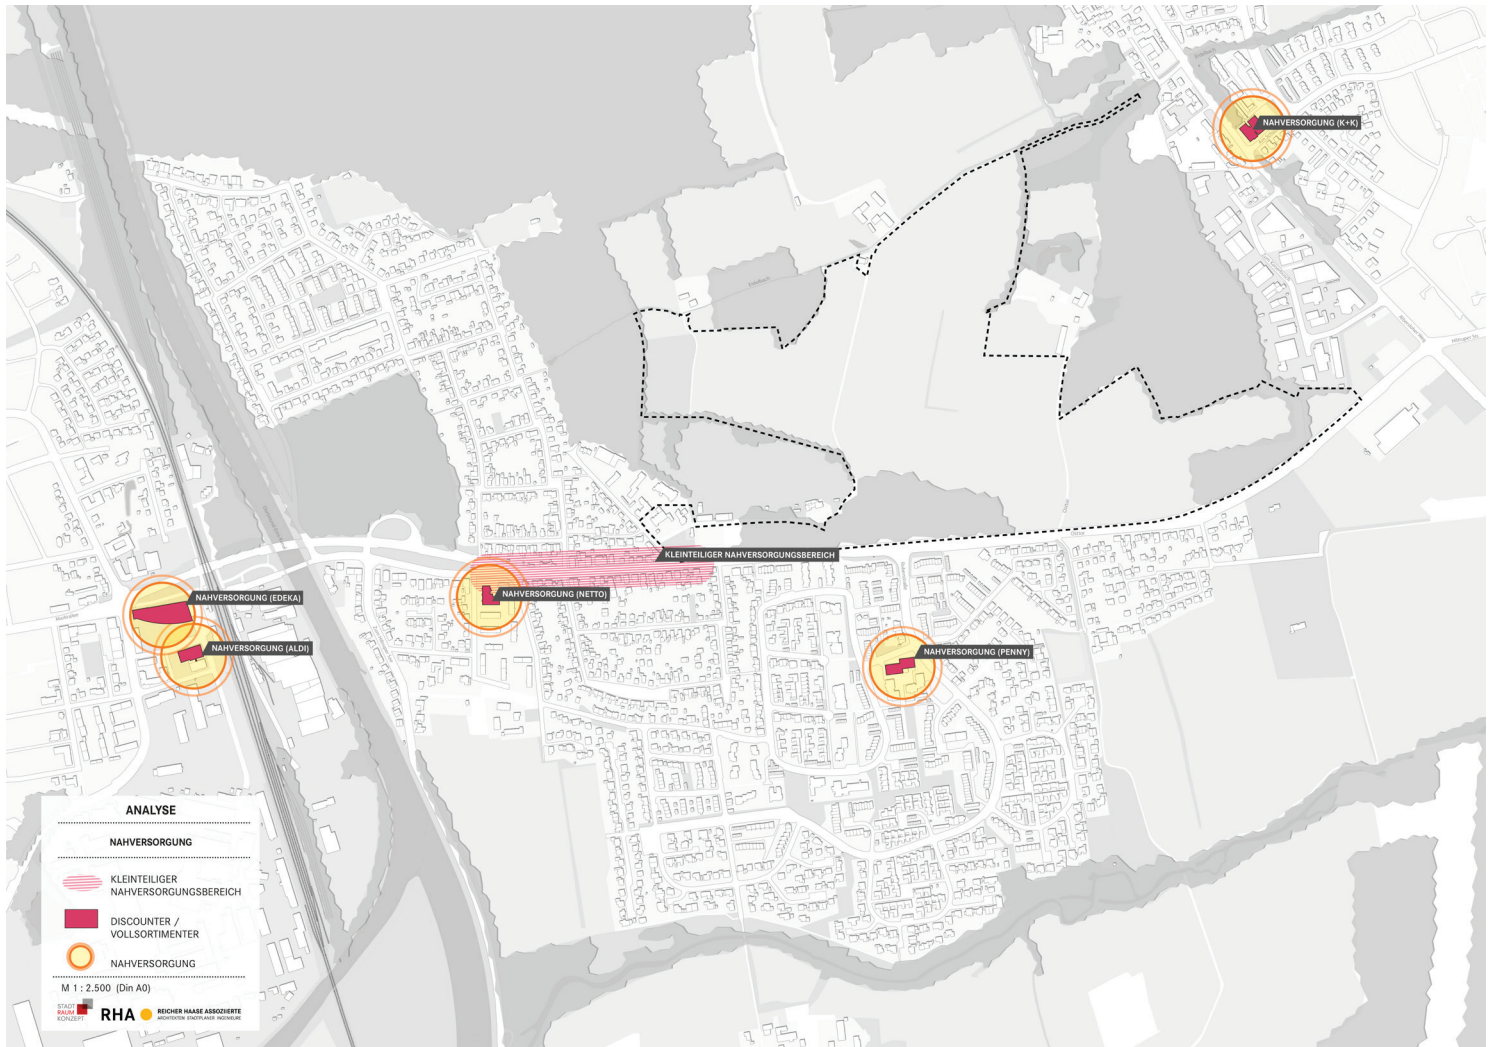 NAHVERSORGUNG (K+K)
KLEINTEILIGER NAHVERSORGUNGSBEREICH
NAHVERSORGUNG (EDEKA)
NAHVERSORGUNG (NETTO)
NAHVERSORGUNG (ALDI)
NAHVERSORGUNG (PENNY)
ANALYSE
NAHVERSORGUNG
KLEINTEILIGER
NAHVERSORGUNGSBEREICH
DISCOUNTER /
VOLLSORTIMENTER
NAHVERSORGUNG
M 1 : 2.500 (Din A0)
STADT
RAUM
KONZEPT
RHA
REICHER HAASE ASSOZIIERTE
ARCHITEKTEN STADTPLANER INGENIEURE